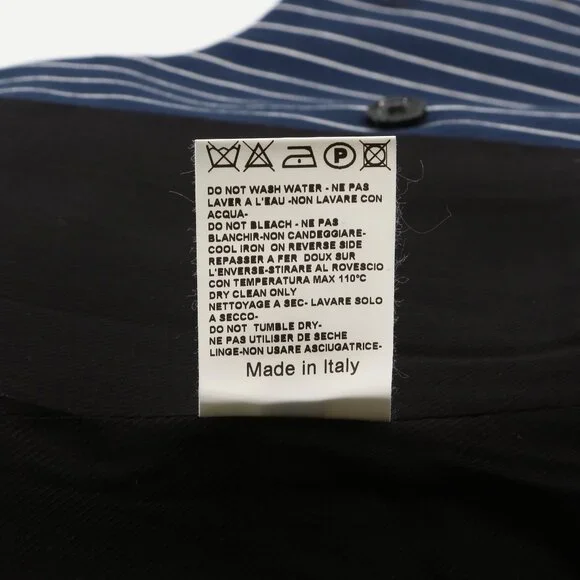 P
DO NOT WASH WATER - NE PAS
LAVER A L'EAU -NON LAVARE CON
ACQUA-
DO NOT BLEACH - NE PAS
BLANCHIR-NON CANDEGGIARE-
COOL IRON ON REVERSE SIDE
REPASSER A FER DOUX SUR
L'ENVERSE-STIRARE AL ROVESCIO
CON TEMPERATURA MAX 110°C
DRY CLEAN ONLY
NETTOYAGE A SEC- LAVARE SOLO
A SECCO-
DO NOT TUMBLE DRY-
NE PAS UTILISER DE SECHE
LINGE-NON USARE ASCIUGATRICE-
Made in Italy